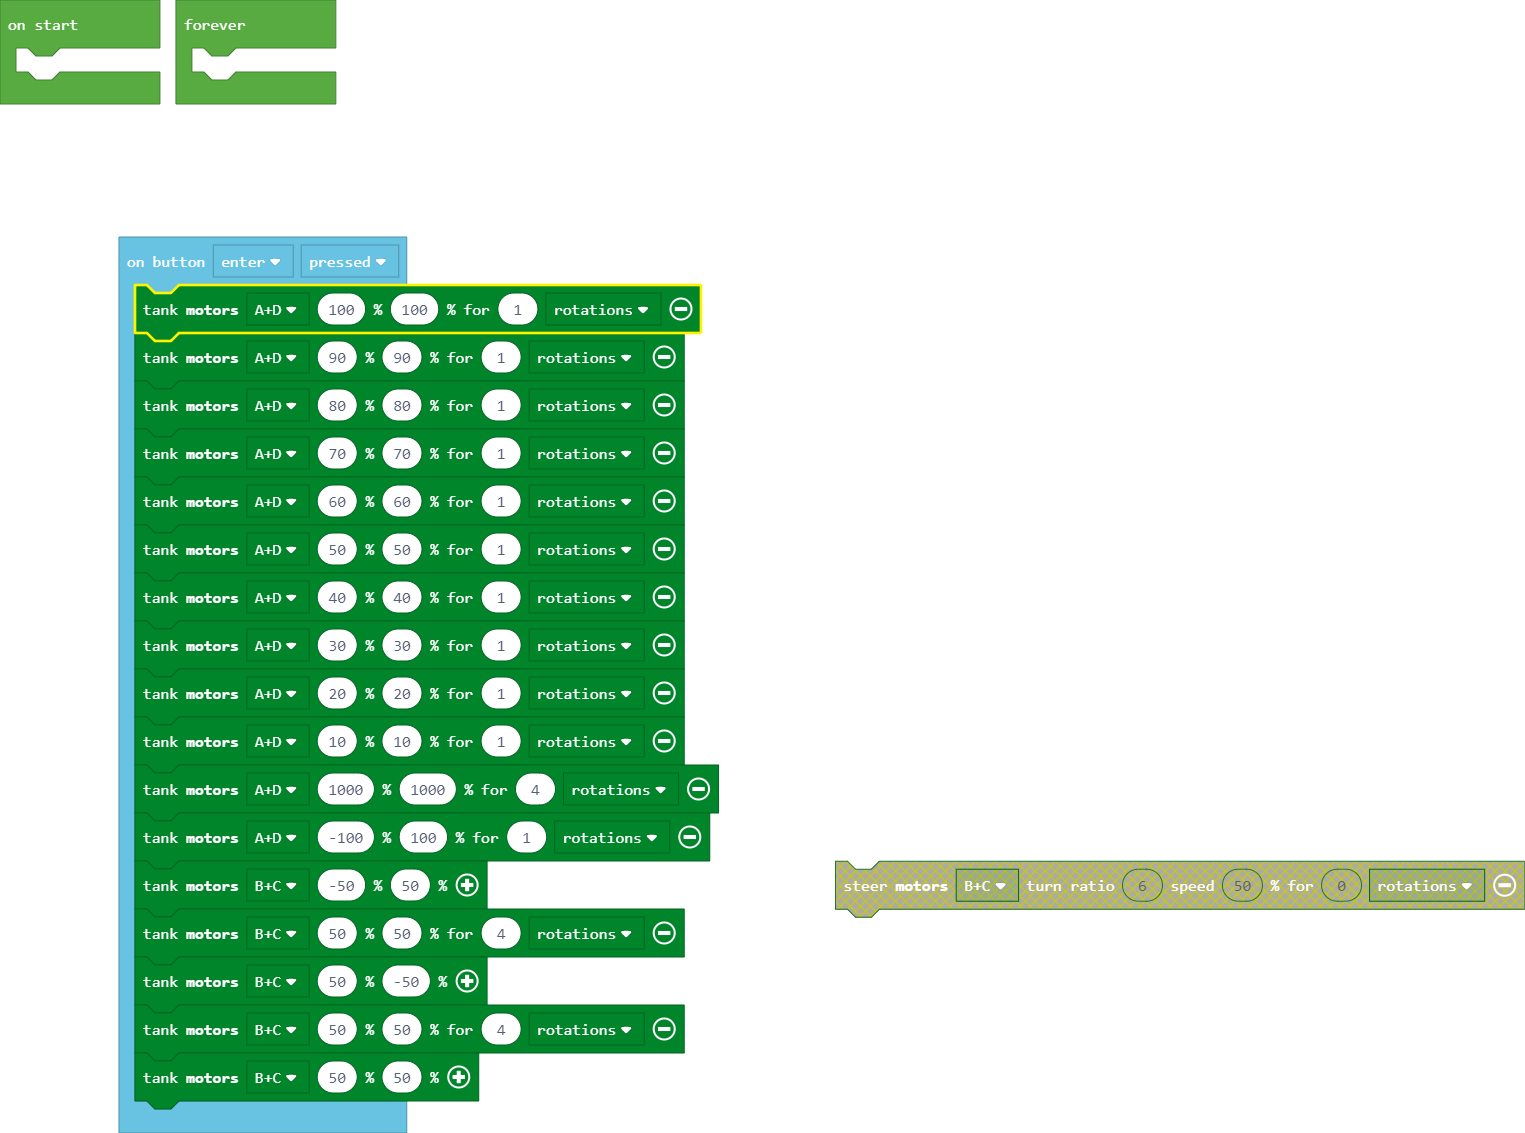 on start
forever
on button enter pressed
tank motors A+D 100 % 100 % for 1 rotations
tank motors A+D 90 % 90 % for 1 rotations
tank motors A+D 80 % 80 % for 1 rotations
tank motors A+D 70 % 70 % for 1 rotations
tank motors A+D 60 % 60 % for 1 rotations
tank motors A+D 50 % 50 % for 1 rotations
tank motors A+D 40 % 40 % for 1 rotations
tank motors A+D 30 % 30 % for 1 rotations
tank motors A+D 20 % 20 % for 1 rotations
tank motors A+D 10 % 10 % for 1 rotations
tank motors A+D 1000 % 1000 % for 4 rotations
tank motors A+D -100 % 100 % for 1 rotations
tank motors B+C -50 % 50 %
tank motors B+C 50 % 50 % for 4 rotations
tank motors B+C 50 % -50 %
tank motors B+C 50 % 50 % for 4 rotations
tank motors B+C 50 % 50 %
steer motors B+C turn ratio 6 speed 50 % for 0 rotations